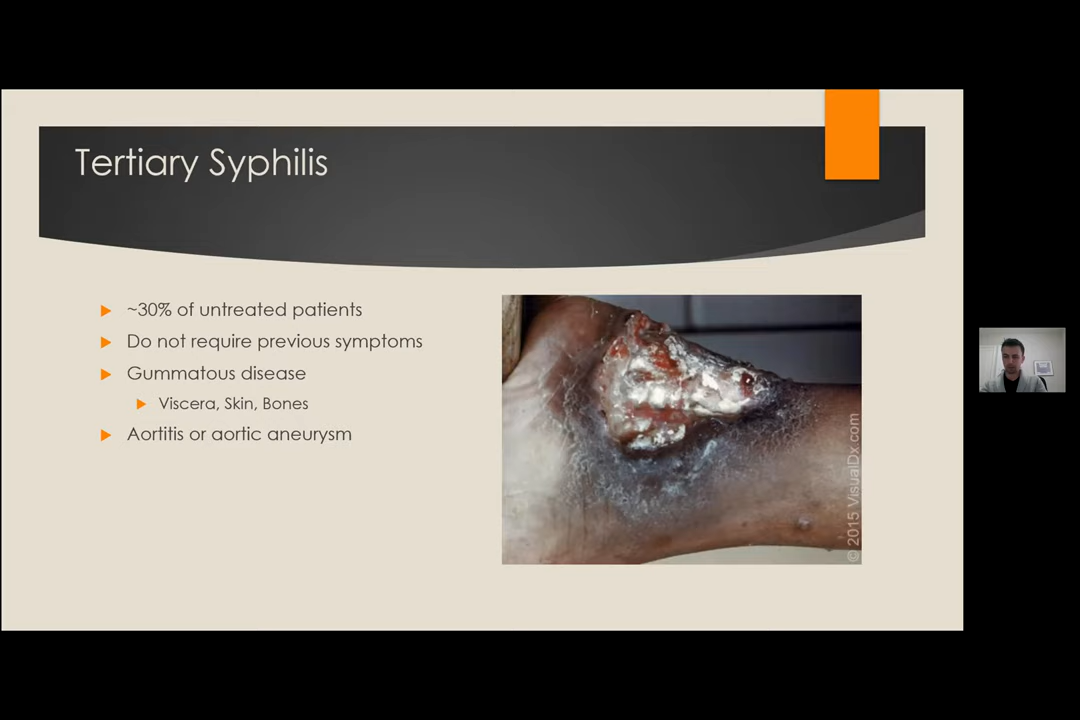 Tertiary Syphilis
~30% of untreated patients
Do not require previous symptoms
Gummatous disease
Viscera, Skin, Bones
Aortitis or aortic aneurysm
© 2015 VisualDx.com